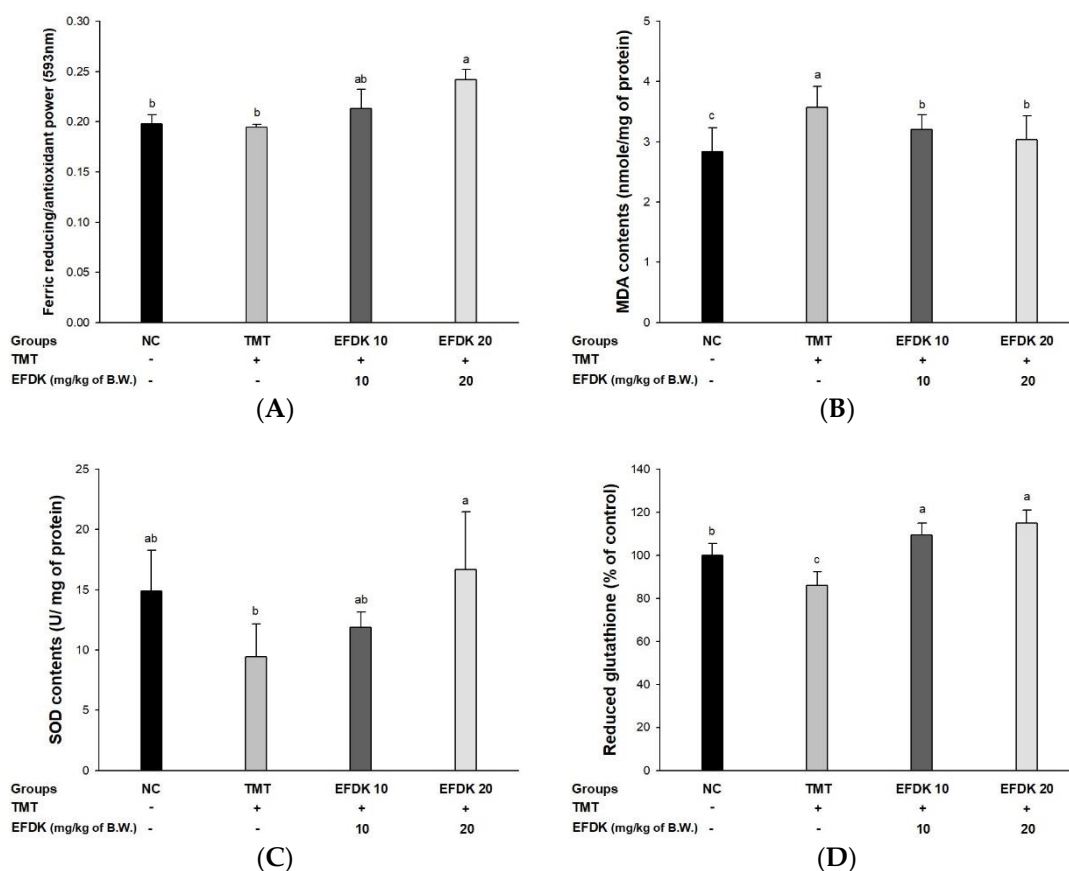 Ferric reducing/antioxidant power (593nm)
0.30
0.25
0.20
0.15
0.10
0.05
0.00
b
b
ab
a
Groups NC TMT EFDK 10 EFDK 20
TMT - + + +
EFDK (mg/kg of B.W.) - - 10 20
(A)
MDA contents (nmole/mg of protein)
5
4
3
2
1
0
c
a
b
b
Groups NC TMT EFDK 10 EFDK 20
TMT - + + +
EFDK (mg/kg of B.W.) - - 10 20
(B)
SOD contents (U/ mg of protein)
25
20
15
10
5
0
ab
b
ab
a
Groups NC TMT EFDK 10 EFDK 20
TMT - + + +
EFDK (mg/kg of B.W.) - - 10 20
(C)
Reduced glutathione (% of control)
140
120
100
80
60
40
20
0
b
c
a
a
Groups NC TMT EFDK 10 EFDK 20
TMT - + + +
EFDK (mg/kg of B.W.) - - 10 20
(D)